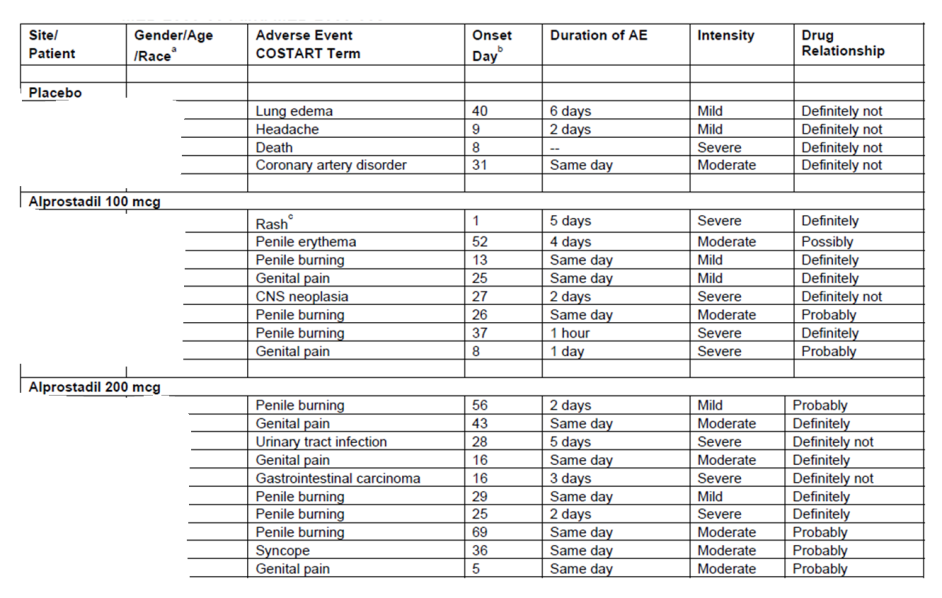 Site/ Gender/Age Adverse Event Onset Duration of AE Intensity Drug
Patient /Race^a COSTART Term Day^b Relationship
Placebo
Lung edema 40 6 days Mild Definitely not
Headache 9 2 days Mild Definitely not
Death 8 -- Severe Definitely not
Coronary artery disorder 31 Same day Moderate Definitely not
Alprostadil 100 mcg
Rash^c 1 5 days Severe Definitely
Penile erythema 52 4 days Moderate Possibly
Penile burning 13 Same day Mild Definitely
Genital pain 25 Same day Mild Definitely
CNS neoplasia 27 2 days Severe Definitely not
Penile burning 26 Same day Moderate Probably
Penile burning 37 1 hour Severe Definitely
Genital pain 8 1 day Severe Probably
Alprostadil 200 mcg
Penile burning 56 2 days Mild Probably
Genital pain 43 Same day Moderate Definitely
Urinary tract infection 28 5 days Severe Definitely not
Genital pain 16 Same day Moderate Definitely
Gastrointestinal carcinoma 16 3 days Severe Definitely not
Penile burning 29 Same day Mild Definitely
Penile burning 25 2 days Severe Definitely
Penile burning 69 Same day Moderate Probably
Syncope 36 Same day Moderate Probably
Genital pain 5 Same day Moderate Probably